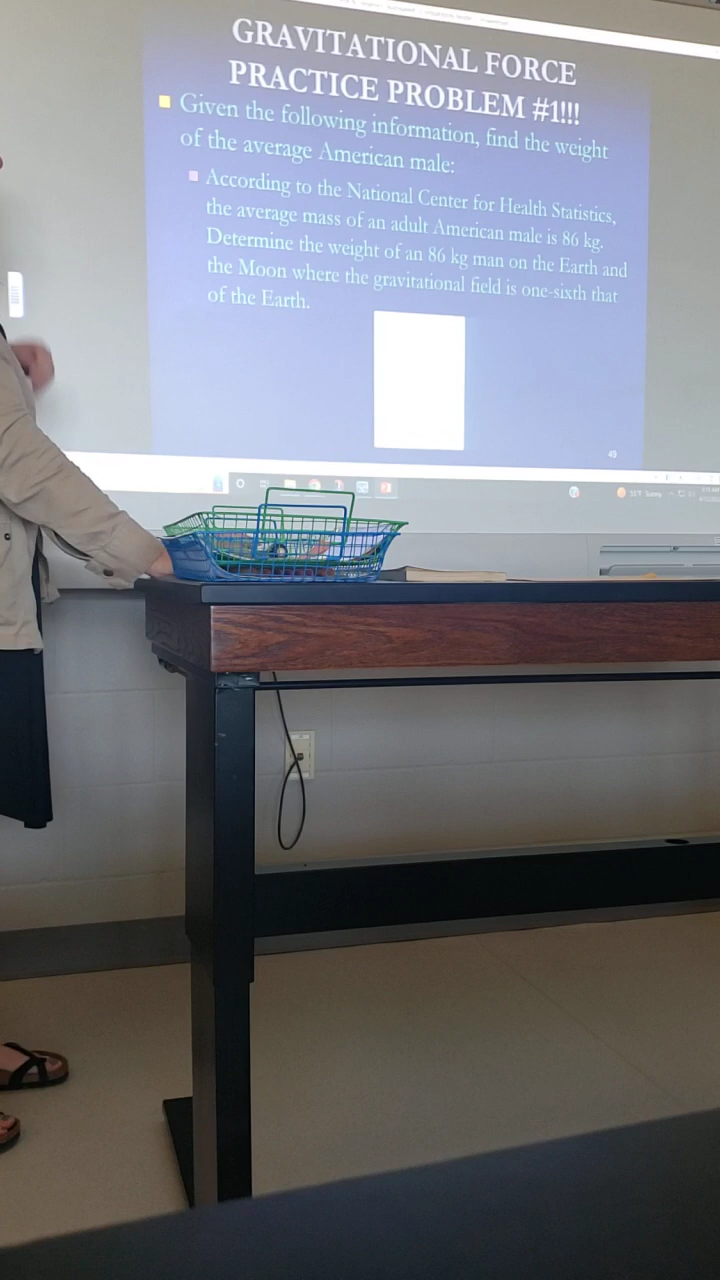 GRAVITATIONAL FORCE
PRACTICE PROBLEM #1!!!
Given the following information, find the weight
of the average American male:
According to the National Center for Health Statistics,
the average mass of an adult American male is 86 kg.
Determine the weight of an 86 kg man on the Earth and
the Moon where the gravitational field is one-sixth that
of the Earth.
49
Sunny